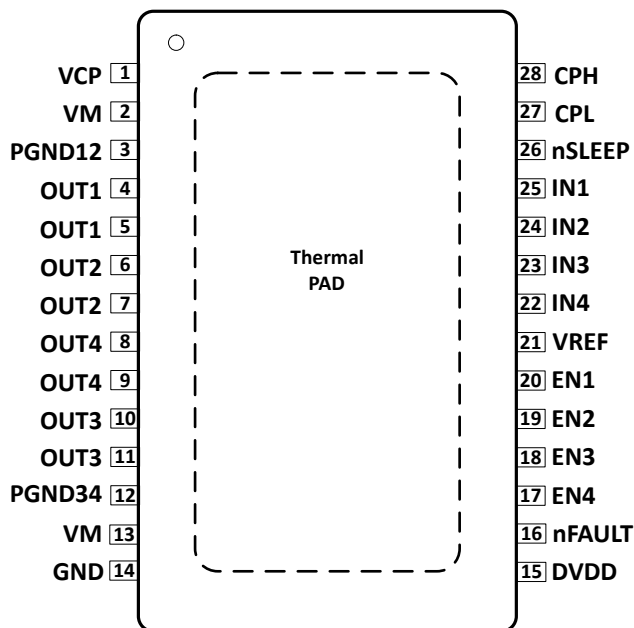 VCP 1 28 CPH
VM 2 27 CPL
PGND12 3 26 nSLEEP
OUT1 4 25 IN1
OUT1 5 24 IN2
OUT2 6 23 IN3
OUT2 7 22 IN4
OUT4 8 21 VREF
OUT4 9 20 EN1
OUT3 10 19 EN2
OUT3 11 18 EN3
PGND34 12 17 EN4
VM 13 16 nFAULT
GND 14 15 DVDD
Thermal
PAD